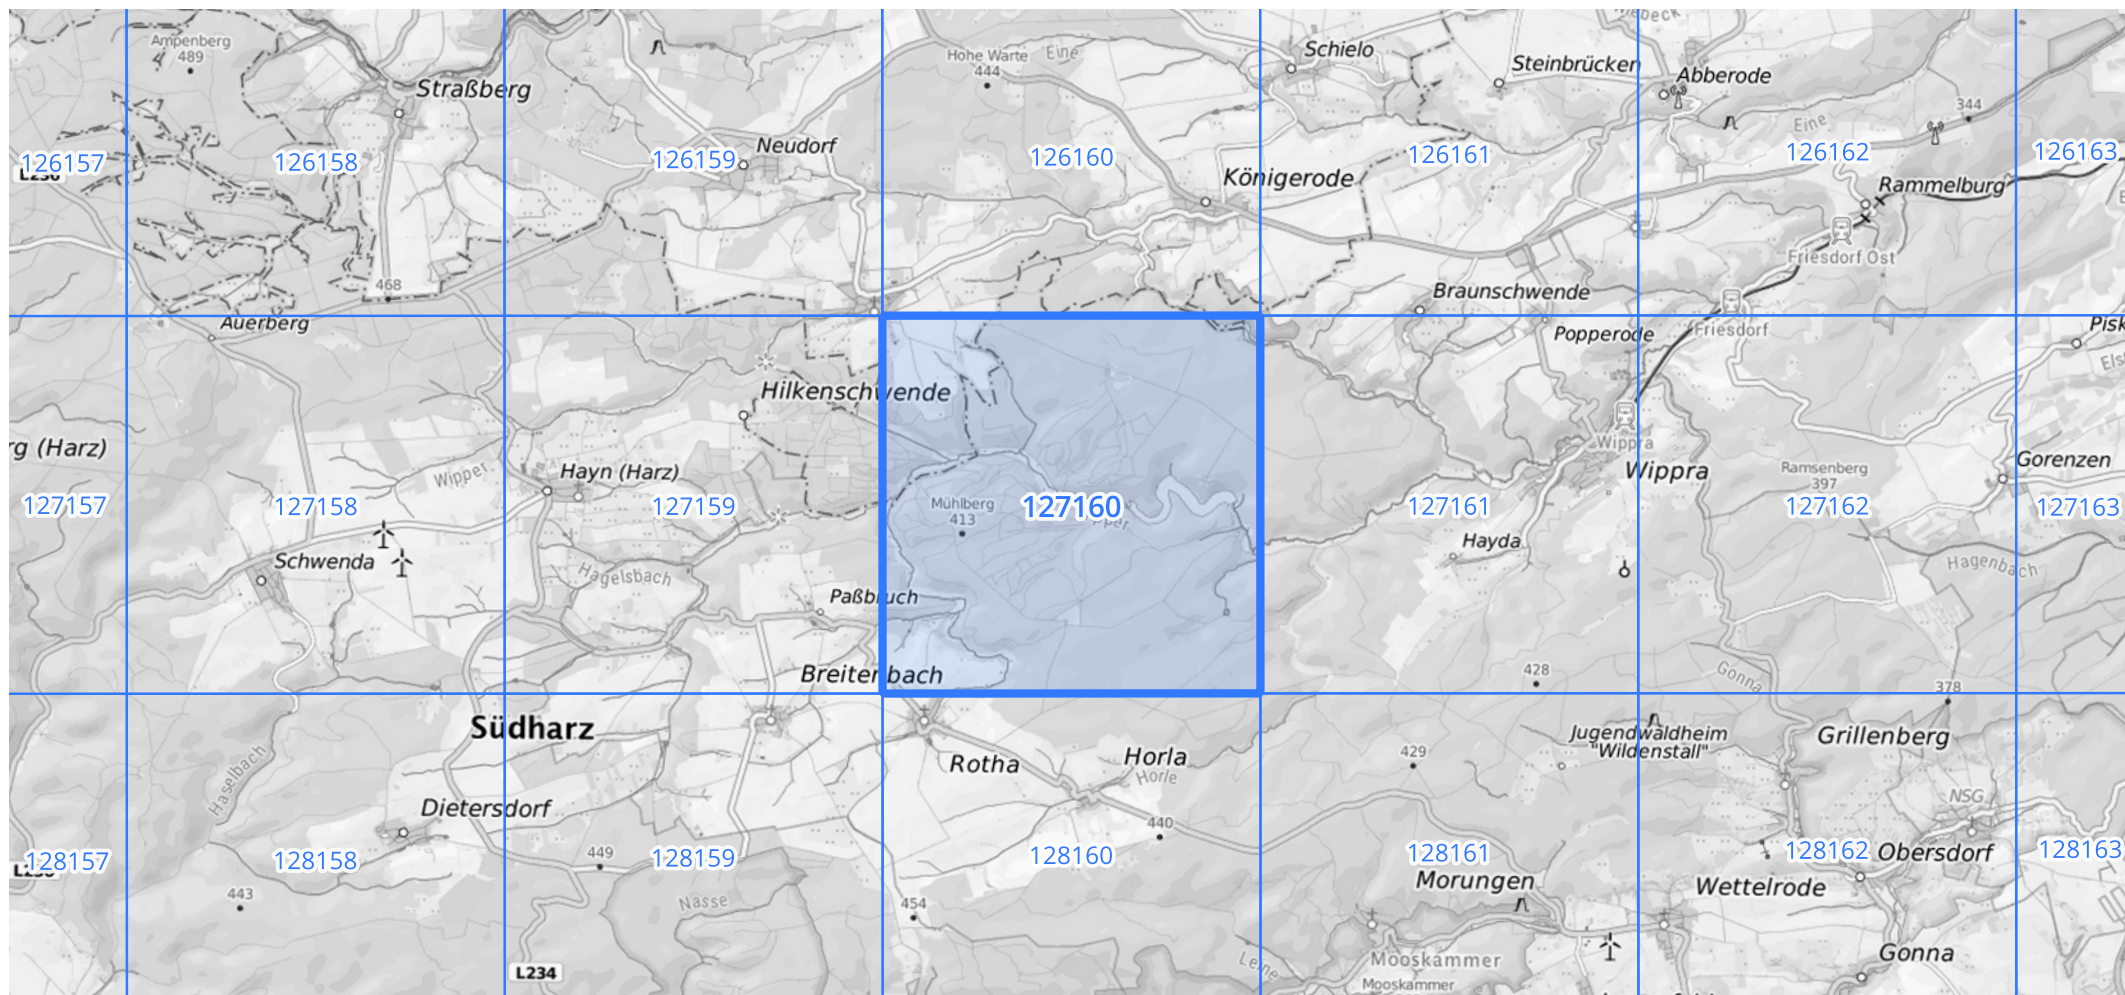 Ampenberg
489
Straßberg
Neudorf
Hohe Warte
444
Eine
Schielo
Steinbrücken
Abberode
344
Eine
126157
126158
126159
126160
126161
126162
126163
Königerode
Rammelburg
Friesdorf Ost
468
Braunschwende
Auerberg
Popperode
Friesdorf
Hilkenschwende
rg (Harz)
Wipper
Hayn (Harz)
Wippra
Wippra
Ramsenberg
397
Gorenzen
127157
127158
127159
Mühlberg
413
127160
127161
127162
127163
Schwenda
Hagelsbach
Hayda
Hagenbach
Paßbruch
Breitenbach
428
Gonna
378
Südharz
Rotha
Horla
Horle
429
Jugendwaldheim
"Wildenstall"
Grillenberg
Haselbach
Dietersdorf
440
NSG
128157
128158
449
128159
128160
128161
128162
Obersdorf
128163
443
Nasse
454
Morungen
Wettelrode
L234
Leine
Mooskammer
Mooskammer
Gonna